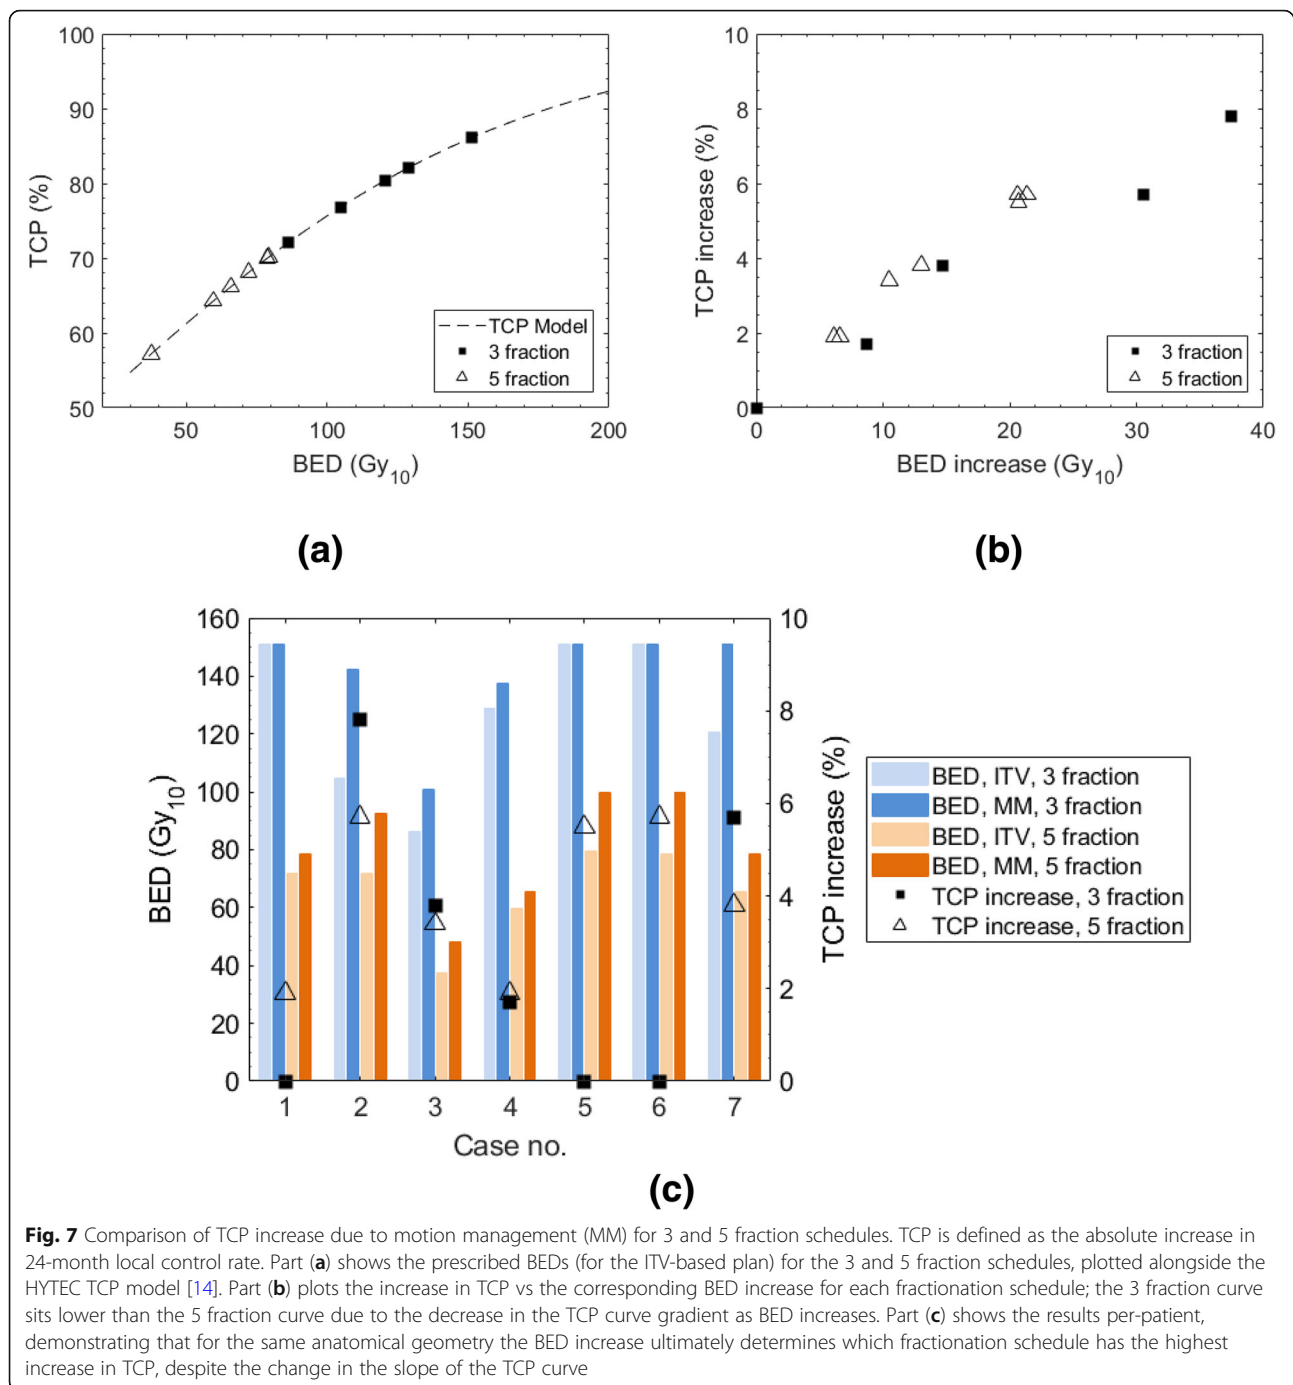 100
90
80
70
60
50
TCP (%)
50
100
150
200
BED (Gy10)
TCP Model
3 fraction
5 fraction
(a)
10
8
6
4
2
0
TCP increase (%)
0
10
20
30
40
BED increase (Gy10)
3 fraction
5 fraction
(b)
160
140
120
100
80
60
40
20
0
BED (Gy10)
1
2
3
4
5
6
7
Case no.
10
8
6
4
2
0
TCP increase (%)
BED, ITV, 3 fraction
BED, MM, 3 fraction
BED, ITV, 5 fraction
BED, MM, 5 fraction
TCP increase, 3 fraction
TCP increase, 5 fraction
(c)
Fig. 7 Comparison of TCP increase due to motion management (MM) for 3 and 5 fraction schedules. TCP is defined as the absolute increase in
24-month local control rate. Part (a) shows the prescribed BEDs (for the ITV-based plan) for the 3 and 5 fraction schedules, plotted alongside the
HYTEC TCP model [14]. Part (b) plots the increase in TCP vs the corresponding BED increase for each fractionation schedule; the 3 fraction curve
sits lower than the 5 fraction curve due to the decrease in the TCP curve gradient as BED increases. Part (c) shows the results per-patient,
demonstrating that for the same anatomical geometry the BED increase ultimately determines which fractionation schedule has the highest
increase in TCP, despite the change in the slope of the TCP curve